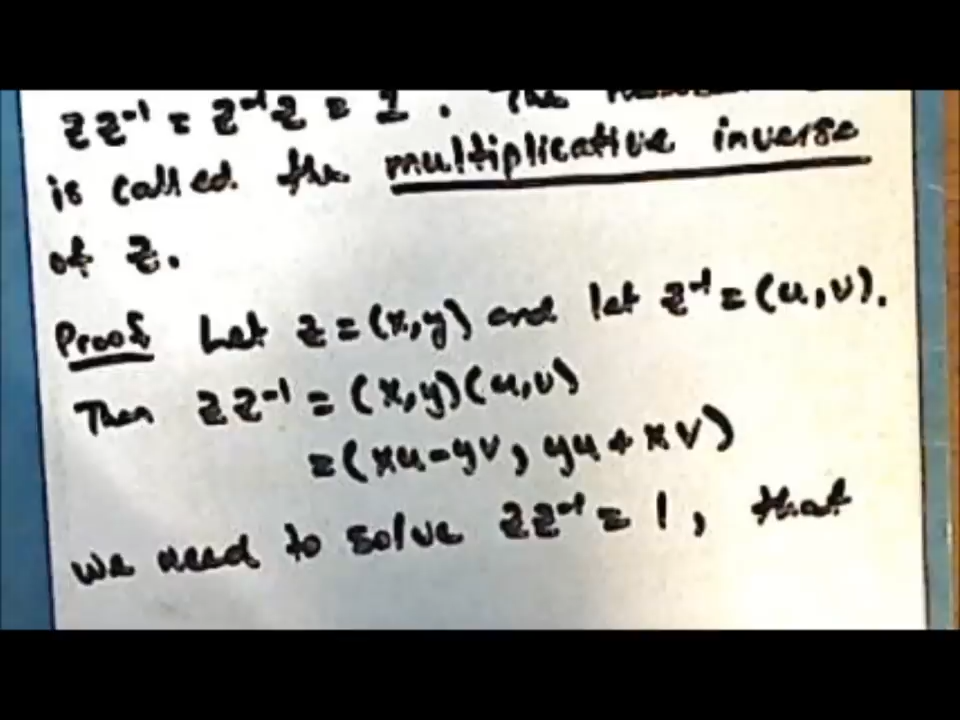 zz⁻¹ = z⁻¹z = 1 . The
is called the multiplicative inverse
of z.
Proof Let z = (x,y) and let z⁻¹ = (u,v).
Then zz⁻¹ = (x,y)(u,v)
= (xu-yv, yu+xv)
we need to solve zz⁻¹ = 1, that